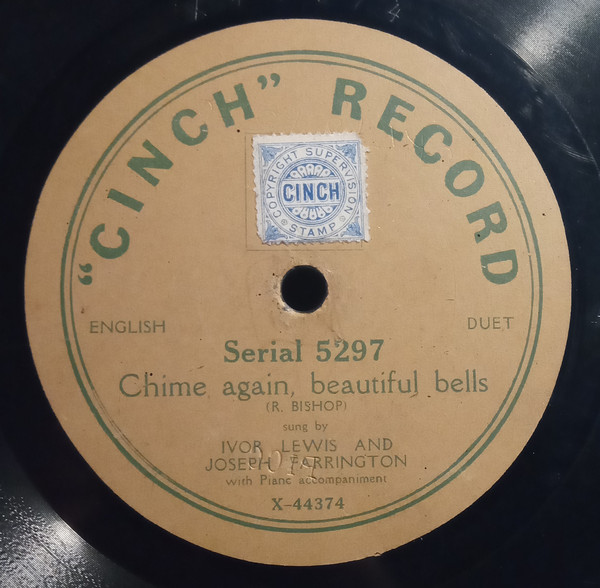 "CINCH" RECORD
COPYRIGHT SUPERVISION
CINCH
STAMP
ENGLISH
DUET
Serial 5297
Chime again, beautiful bells
(R. BISHOP)
sung by
IVOR LEWIS AND
JOSEPH FARRINGTON
with Piano accompaniment
X-44374